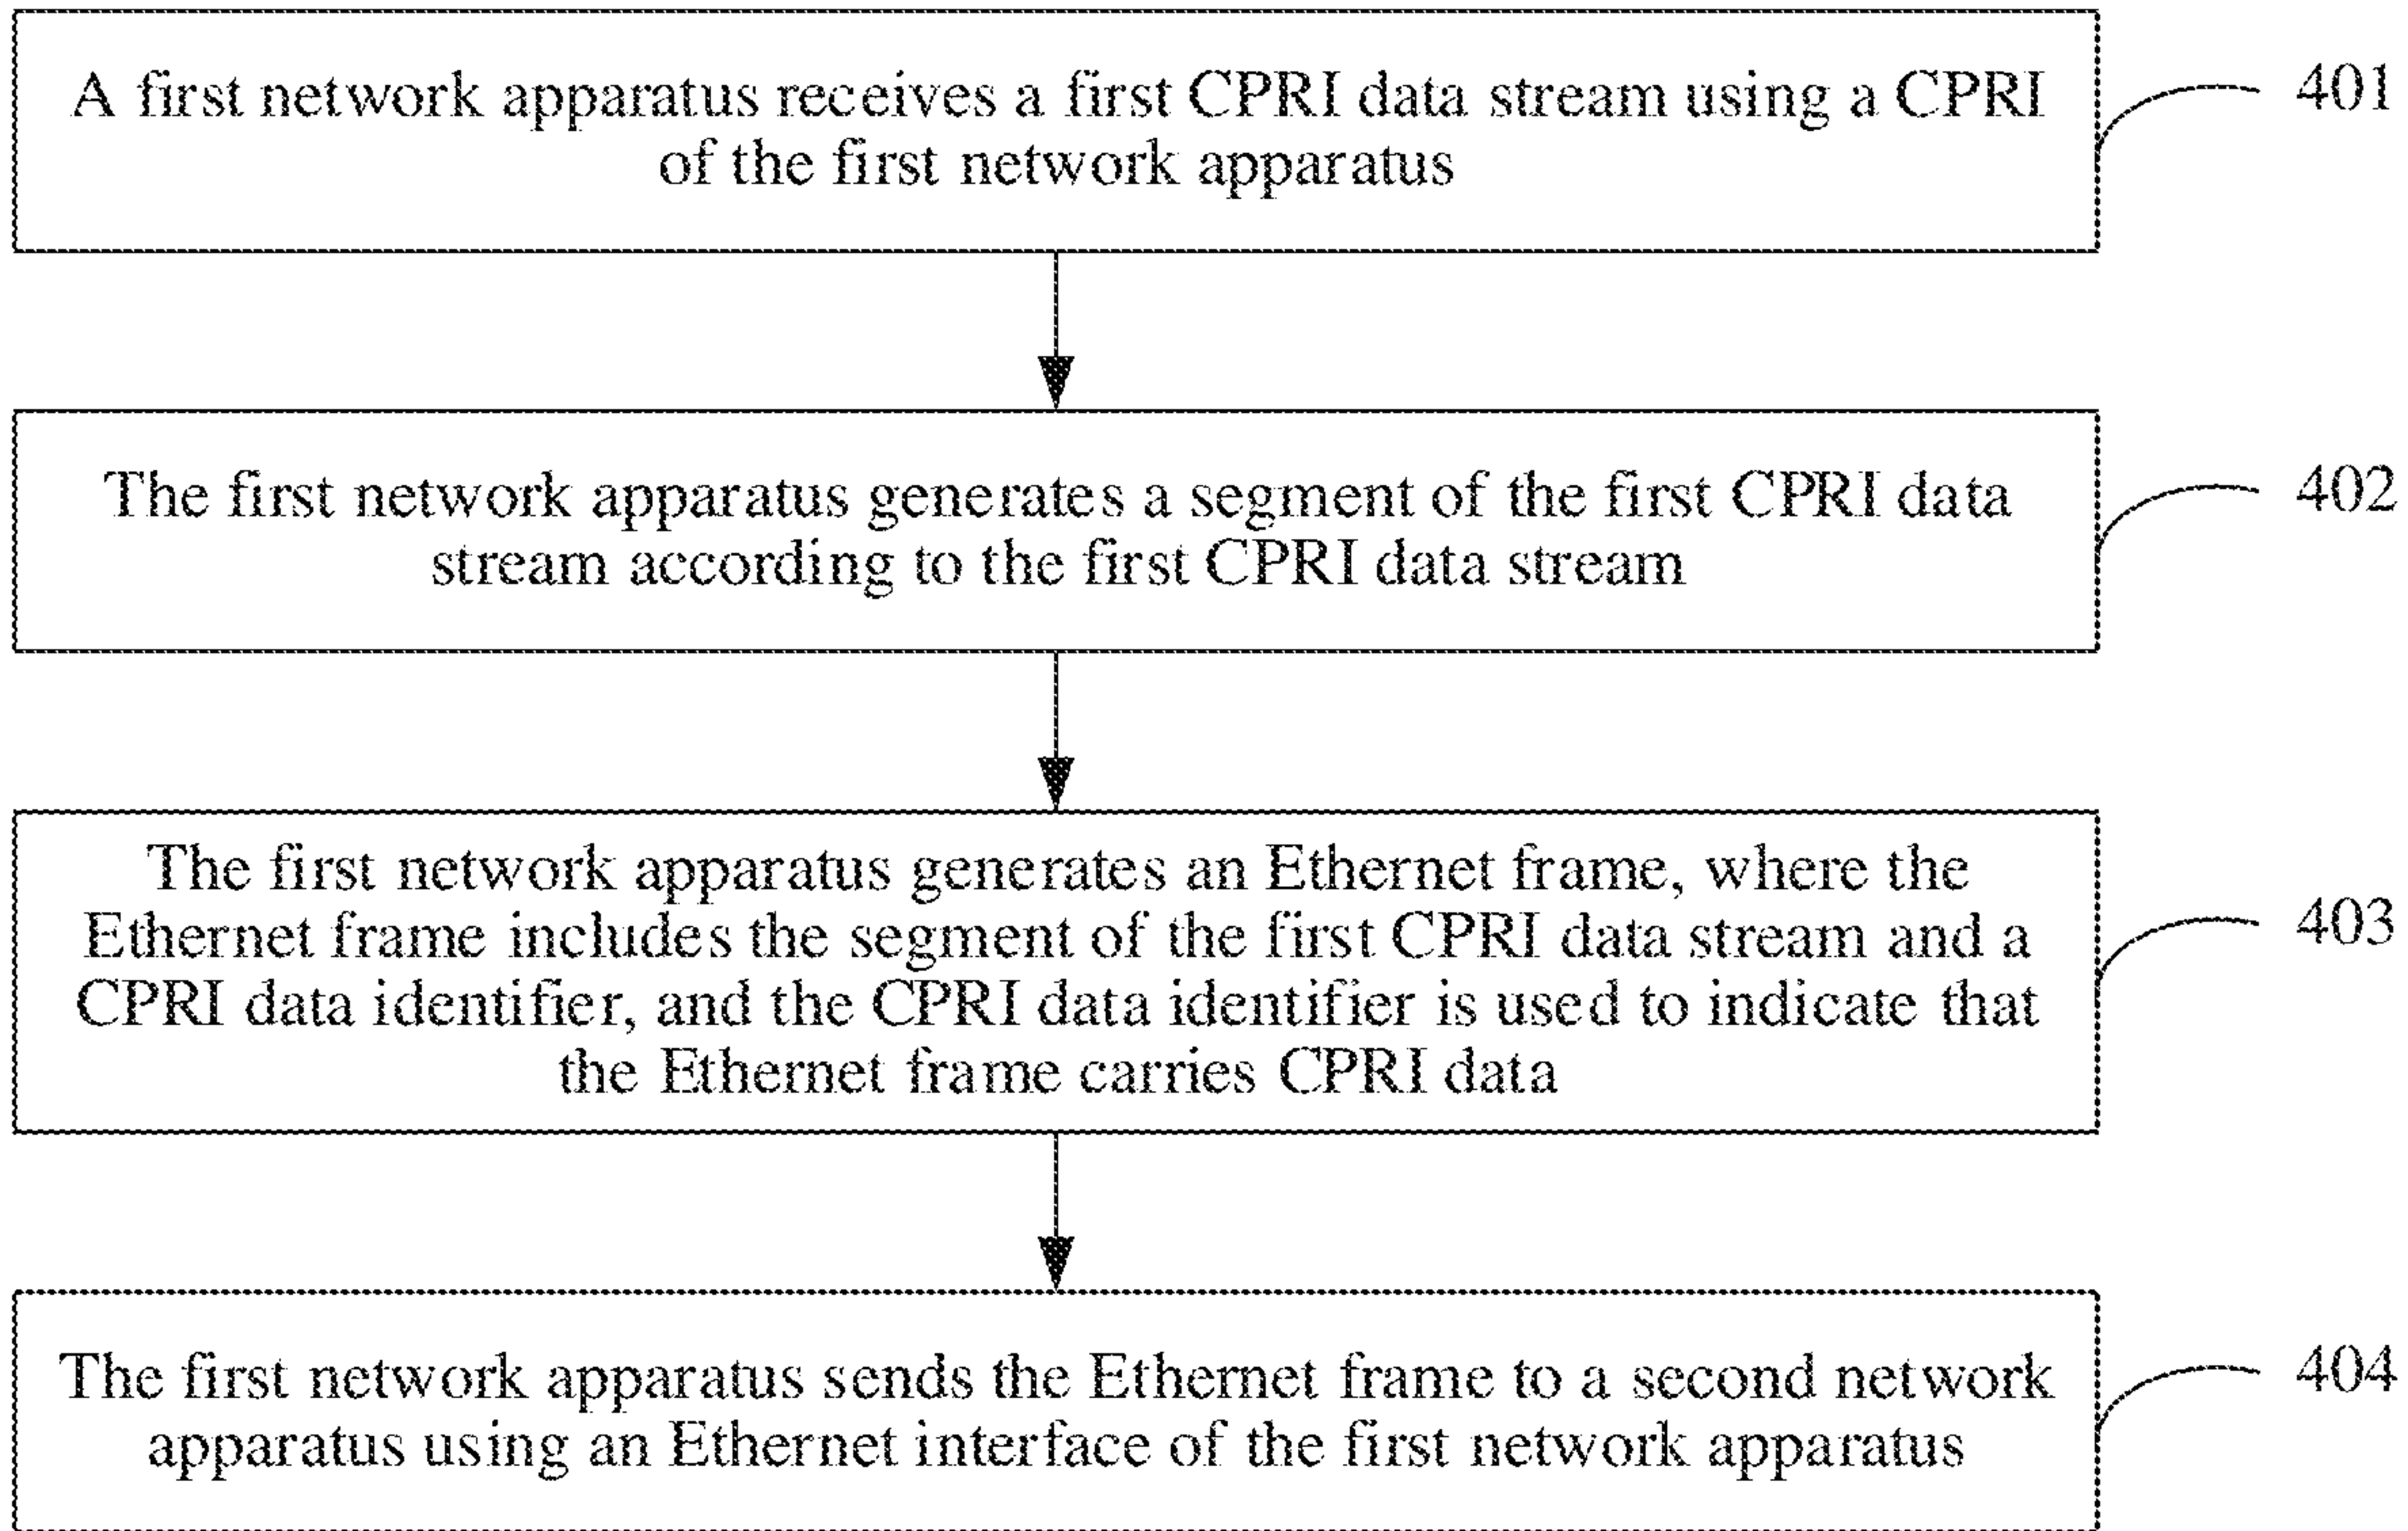 A first network apparatus receives a first CPRI data stream using a CPRI
of the first network apparatus
401
The first network apparatus generates a segment of the first CPRI data
stream according to the first CPRI data stream
402
The first network apparatus generates an Ethernet frame, where the
Ethernet frame includes the segment of the first CPRI data stream and a
CPRI data identifier, and the CPRI data identifier is used to indicate that
the Ethernet frame carries CPRI data
403
The first network apparatus sends the Ethernet frame to a second network
apparatus using an Ethernet interface of the first network apparatus
404